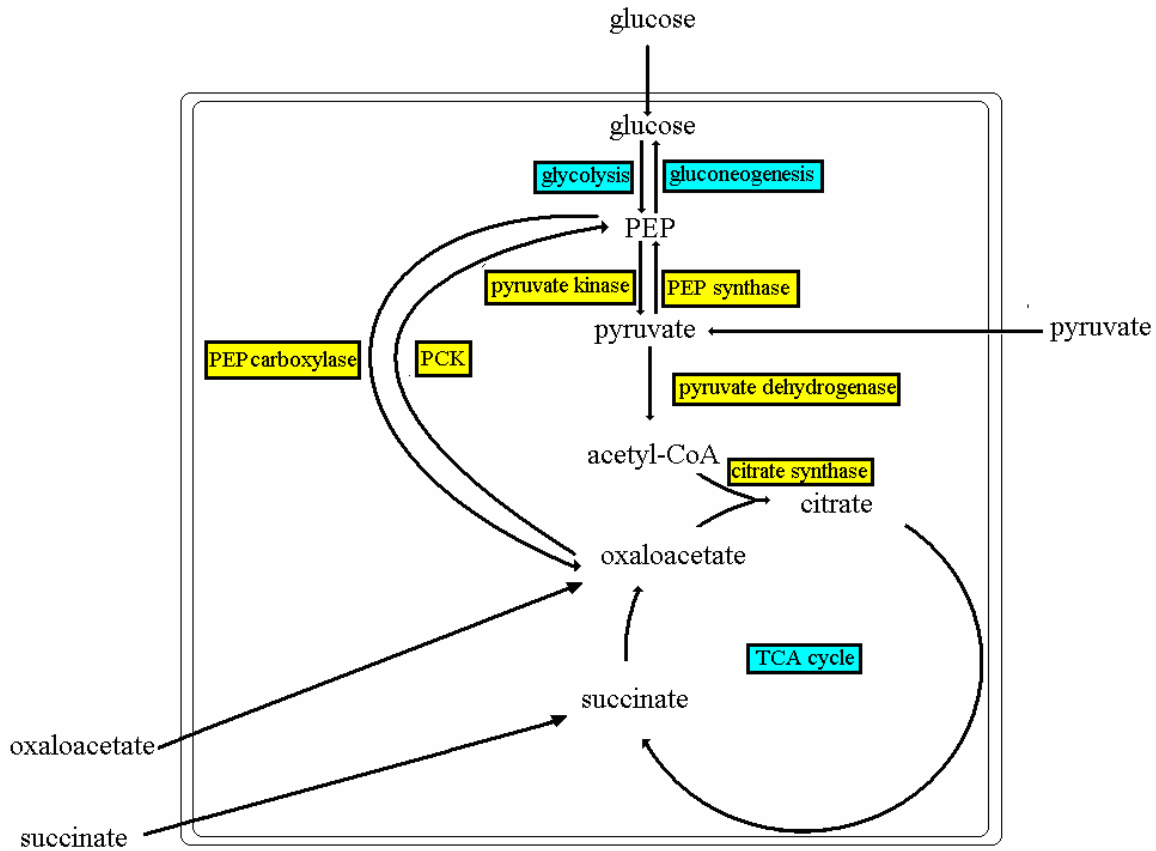 glucose
glucose
glycolysis
gluconeogenesis
PEP
pyruvate kinase
PEP synthase
pyruvate
pyruvate
PEP carboxylase
PCK
pyruvate dehydrogenase
acetyl-CoA
citrate synthase
citrate
oxaloacetate
TCA cycle
succinate
oxaloacetate
succinate